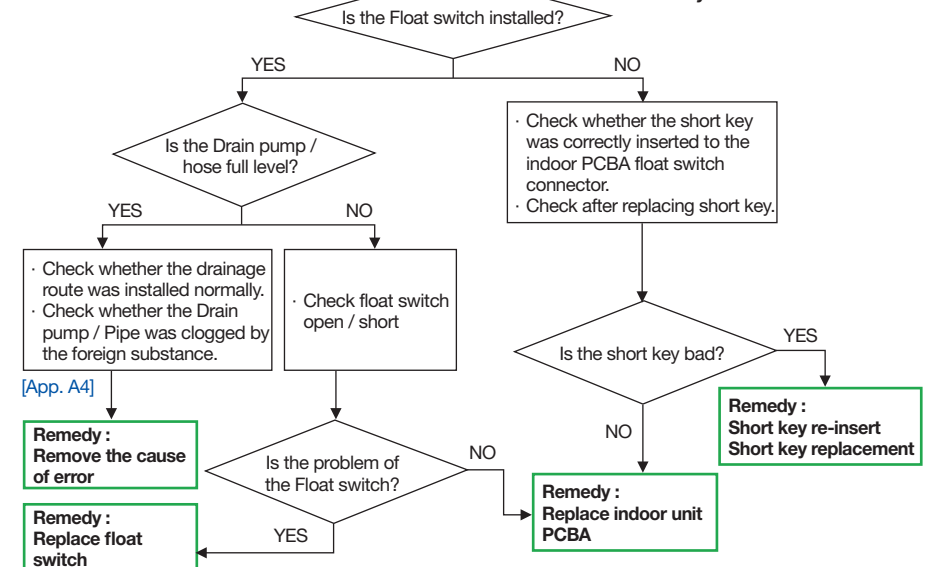 Is the Float switch installed?
YES
NO
Is the Drain pump /
hose full level?
· Check whether the short key
was correctly inserted to the
indoor PCBA float switch
connector.
· Check after replacing short key.
YES
NO
· Check whether the drainage
route was installed normally.
· Check whether the Drain
pump / Pipe was clogged by
the foreign substance.
· Check float switch
open / short
Is the short key bad?
YES
[App. A4]
Remedy :
Short key re-insert
Short key replacement
Remedy :
Remove the cause
of error
Is the problem of
the Float switch?
NO
NO
Remedy :
Replace indoor unit
PCBA
Remedy :
Replace float
switch
YES